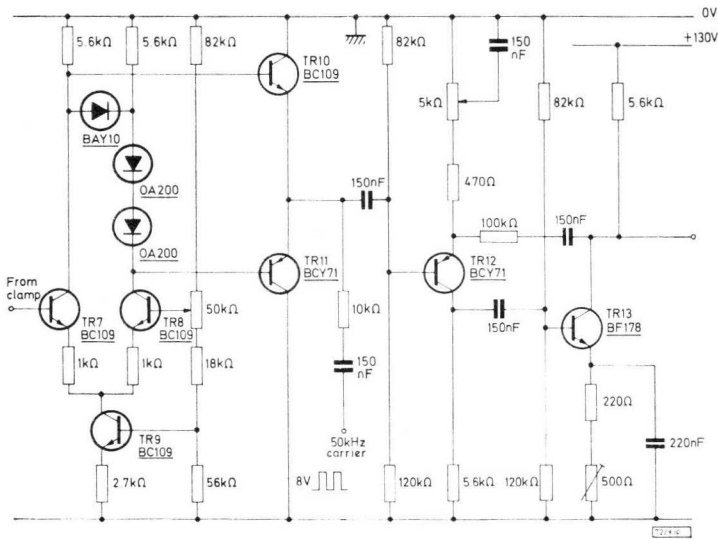 0V
+130V
5.6kΩ
5.6kΩ
82kΩ
TR10
BC109
82kΩ
150
nF
5kΩ
82kΩ
5.6kΩ
BAY10
OA200
OA200
150nF
470Ω
100kΩ
150nF
TR11
BCY71
TR12
BCY71
From
clamp
TR7
BC109
TR8
BC109
50kΩ
10kΩ
150nF
TR13
BF178
1kΩ
1kΩ
18kΩ
150
nF
220Ω
TR9
BC109
50kHz
carrier
220nF
2.7kΩ
56kΩ
8V
120kΩ
5.6kΩ
120kΩ
500Ω